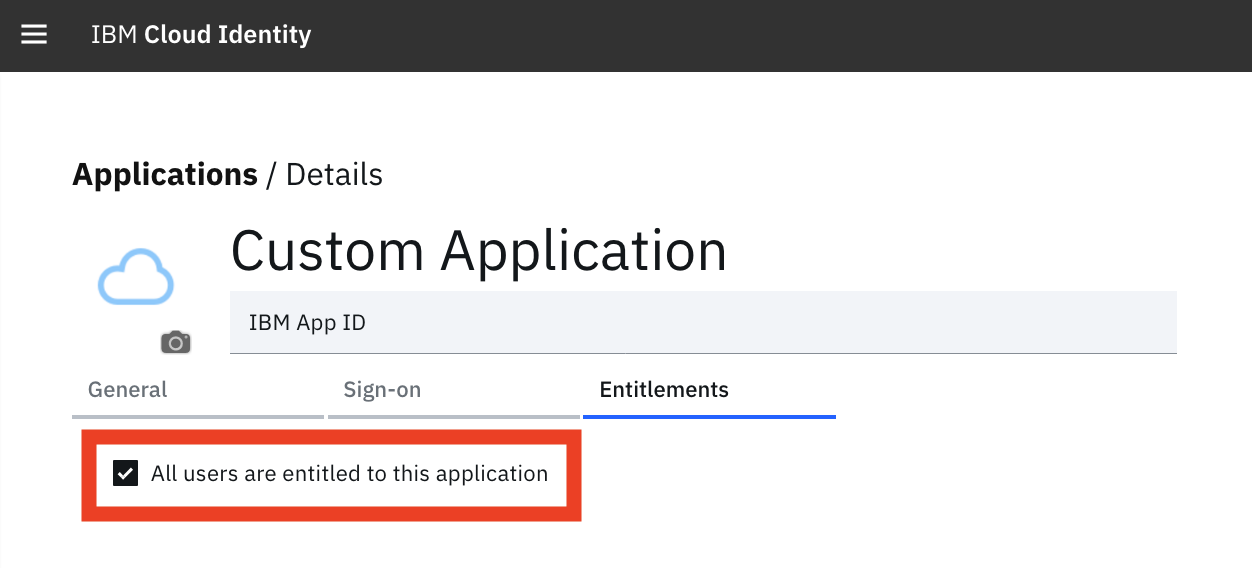 IBM Cloud Identity
Applications / Details
Custom Application
IBM App ID
General Sign-on Entitlements
All users are entitled to this application